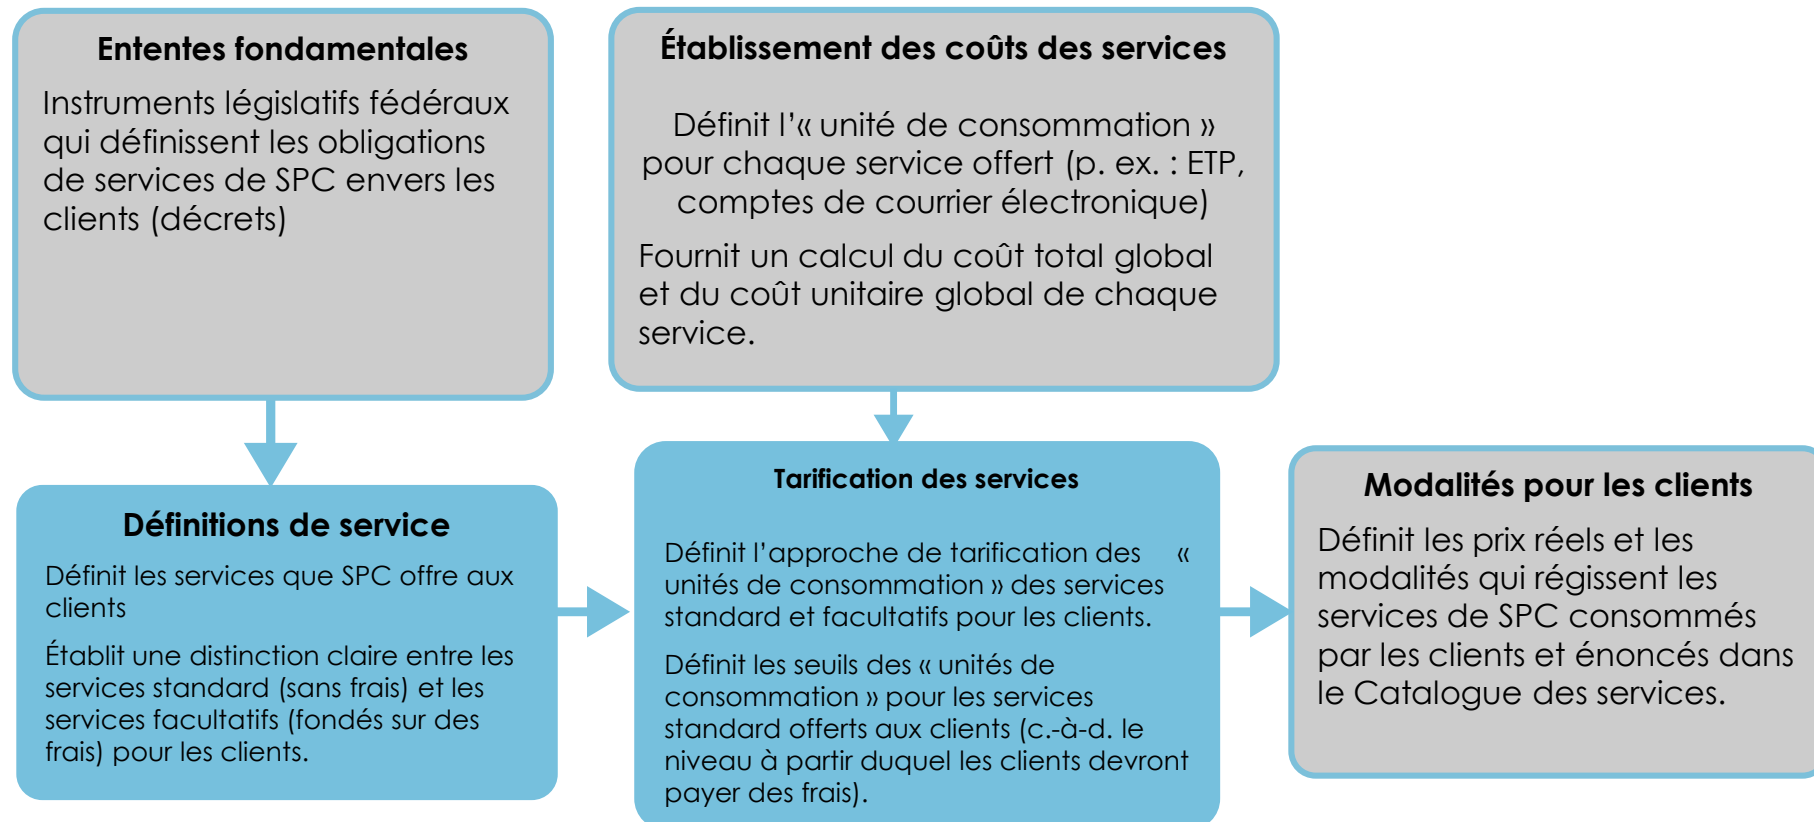 Ententes fondamentales
Instruments législatifs fédéraux
qui définissent les obligations
de services de SPC envers les
clients (décrets)
Établissement des coûts des services
Définit l’« unité de consommation »
pour chaque service offert (p. ex. : ETP,
comptes de courrier électronique)
Fournit un calcul du coût total global
et du coût unitaire global de chaque
service.
Définitions de service
Définit les services que SPC offre aux
clients
Établit une distinction claire entre les
services standard (sans frais) et les
services facultatifs (fondés sur des
frais) pour les clients.
Tarification des services
Définit l’approche de tarification des «
unités de consommation » des services
standard et facultatifs pour les clients.
Définit les seuils des « unités de
consommation » pour les services
standard offerts aux clients (c.-à-d. le
niveau à partir duquel les clients devront
payer des frais).
Modalités pour les clients
Définit les prix réels et les
modalités qui régissent les
services de SPC consommés
par les clients et énoncés dans
le Catalogue des services.